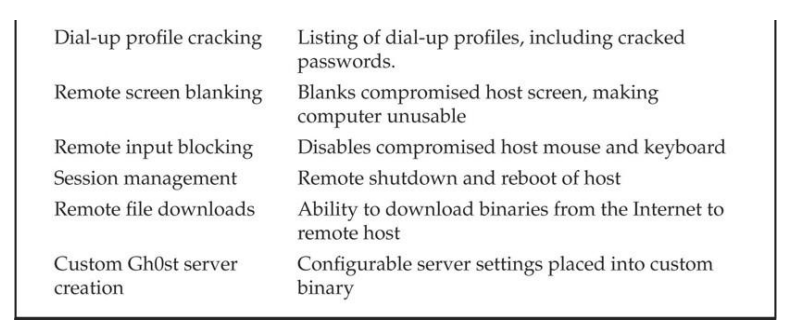 Dial-up profile cracking Listing of dial-up profiles, including cracked
passwords.
Remote screen blanking Blanks compromised host screen, making
computer unusable
Remote input blocking Disables compromised host mouse and keyboard
Session management Remote shutdown and reboot of host
Remote file downloads Ability to download binaries from the Internet to
remote host
Custom Gh0st server Configurable server settings placed into custom
creation binary